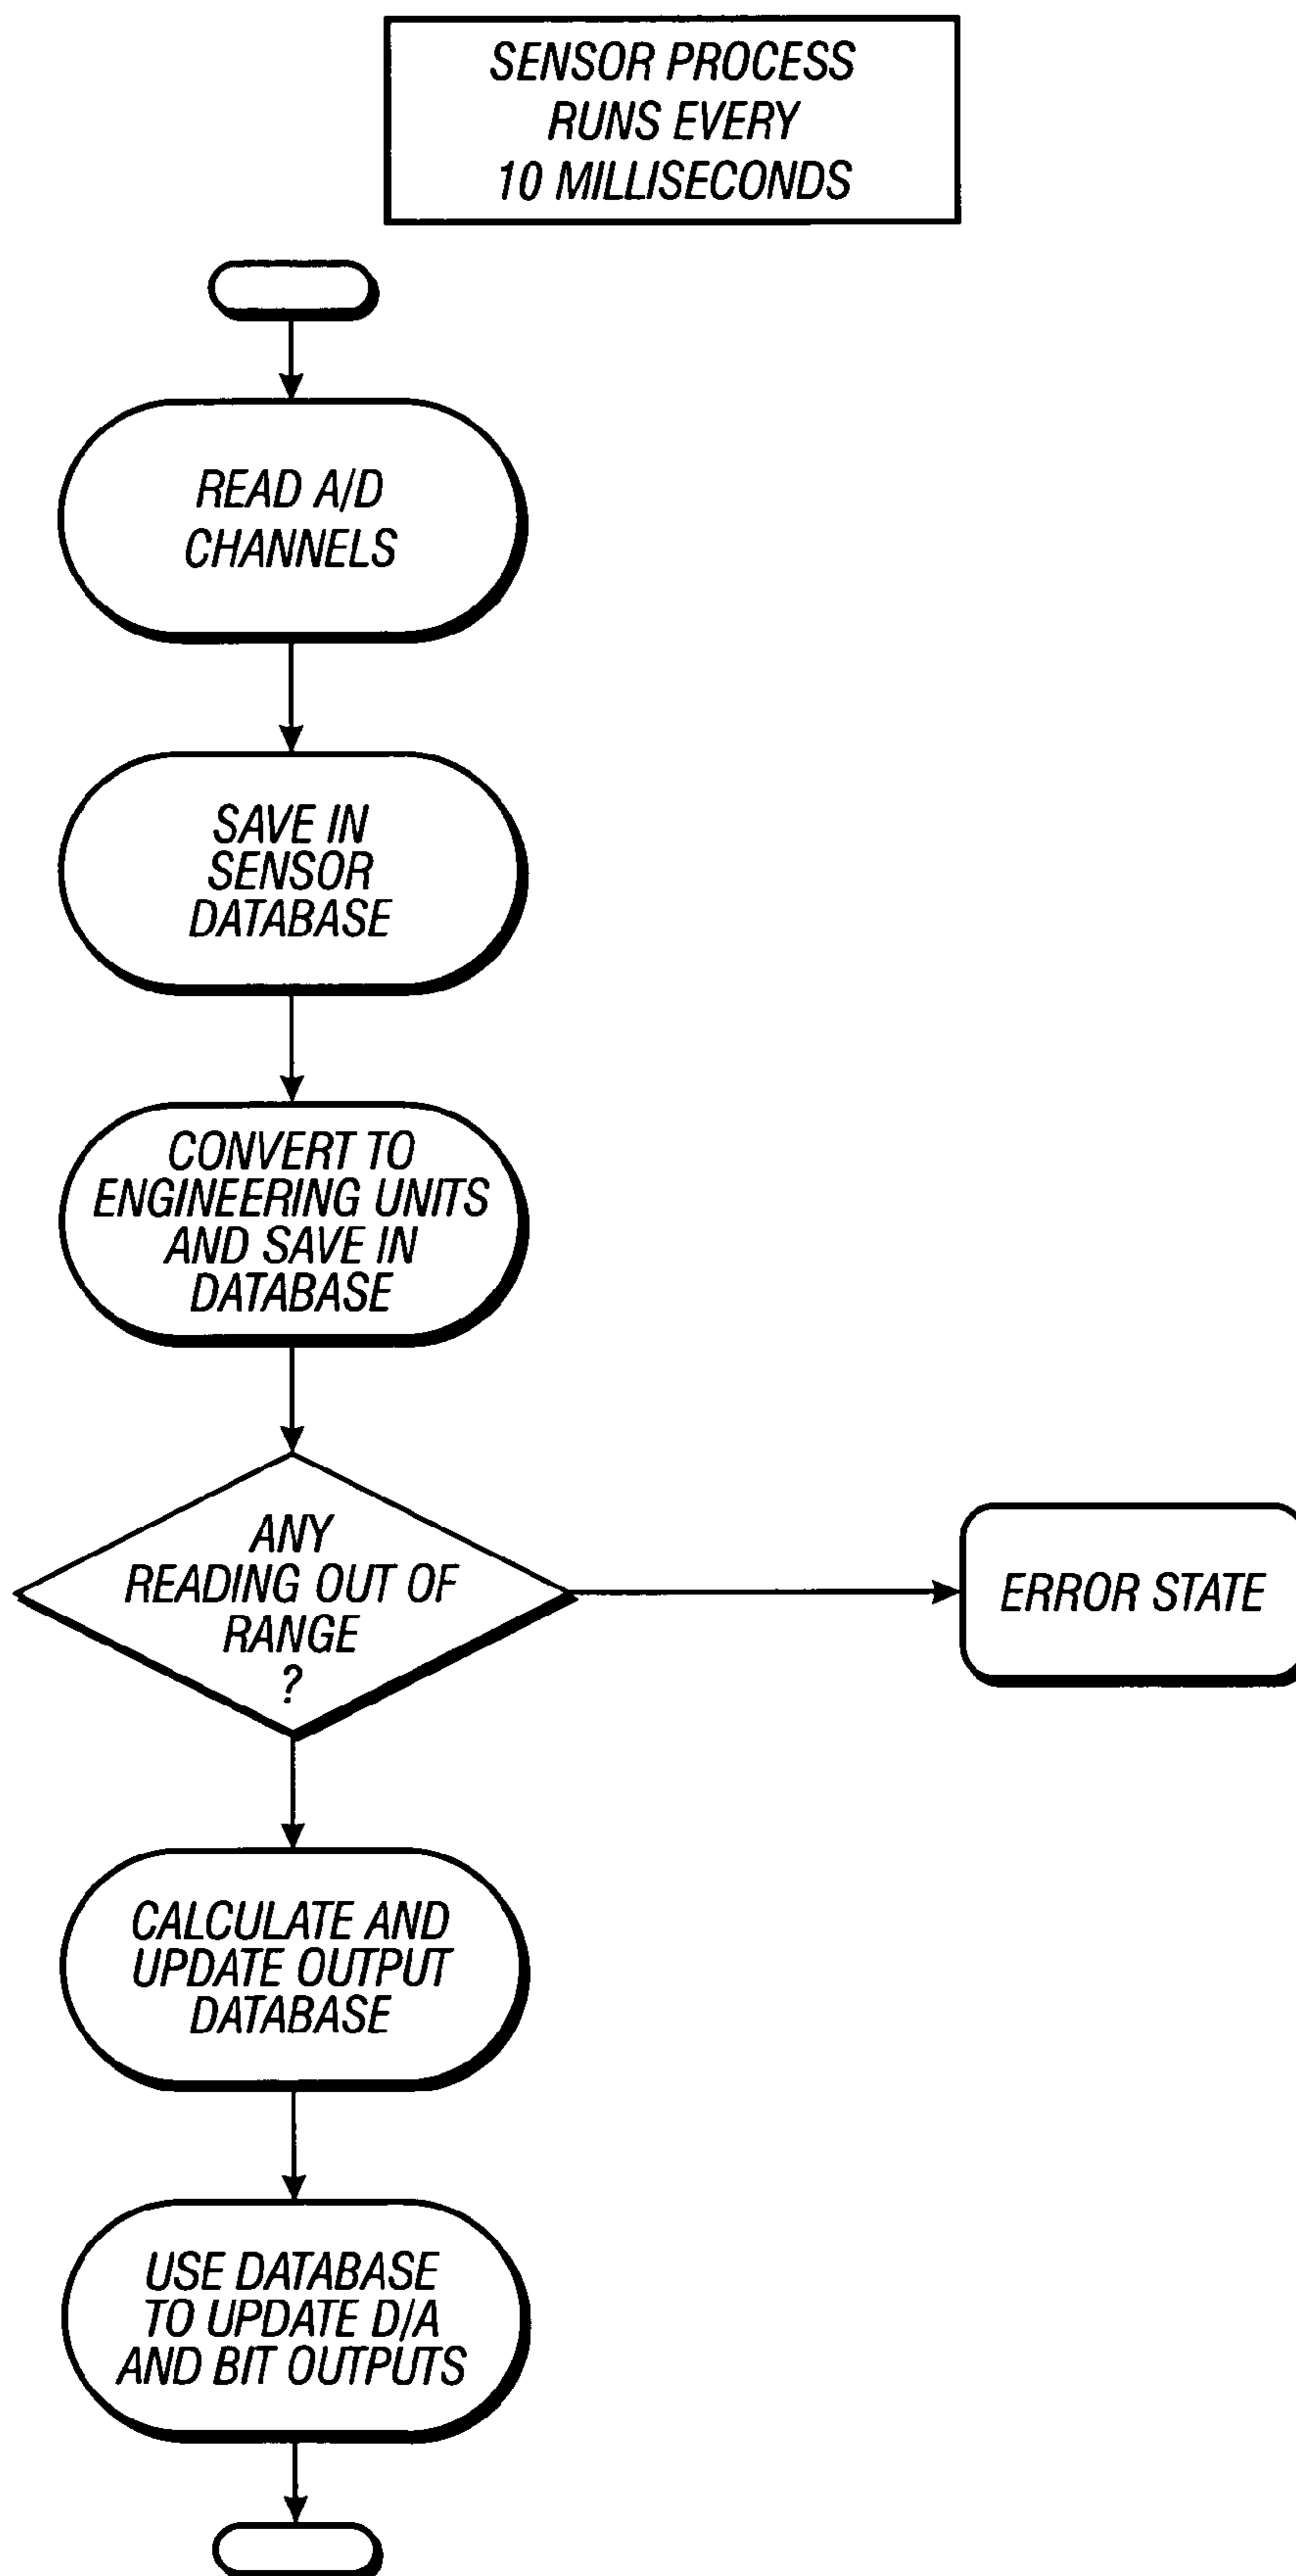 SENSOR PROCESS
RUNS EVERY
10 MILLISECONDS
READ A/D
CHANNELS
SAVE IN
SENSOR
DATABASE
CONVERT TO
ENGINEERING UNITS
AND SAVE IN
DATABASE
ANY
READING OUT OF
RANGE
?
ERROR STATE
CALCULATE AND
UPDATE OUTPUT
DATABASE
USE DATABASE
TO UPDATE D/A
AND BIT OUTPUTS